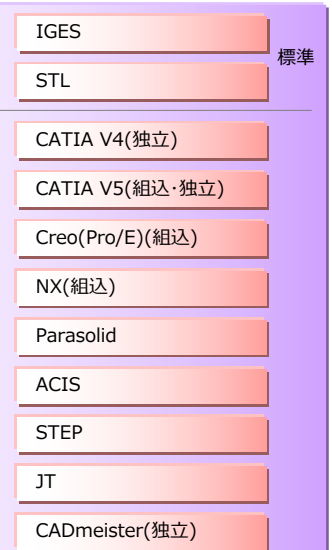 IGES
標準
STL
CATIA V4(独立)
CATIA V5(組込･独立)
Creo(Pro/E)(組込)
NX(組込)
Parasolid
ACIS
STEP
JT
CADmeister(独立)